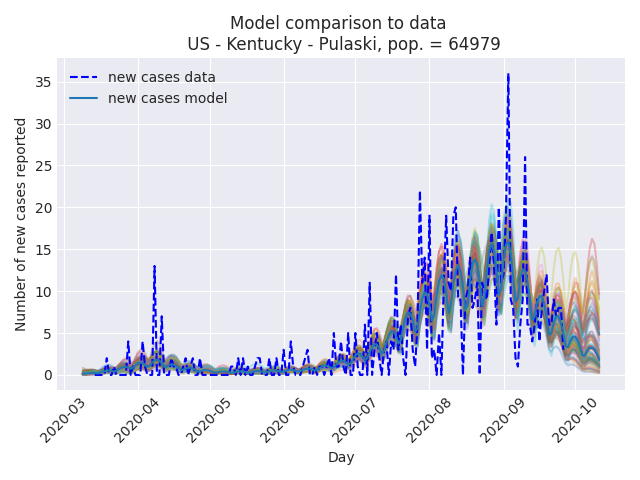 Model comparison to data
US - Kentucky - Pulaski, pop. = 64979
new cases data
new cases model
Number of new cases reported
35
30
25
20
15
10
5
0
2020-03
2020-04
2020-05
2020-06
2020-07
2020-08
2020-09
2020-10
Day